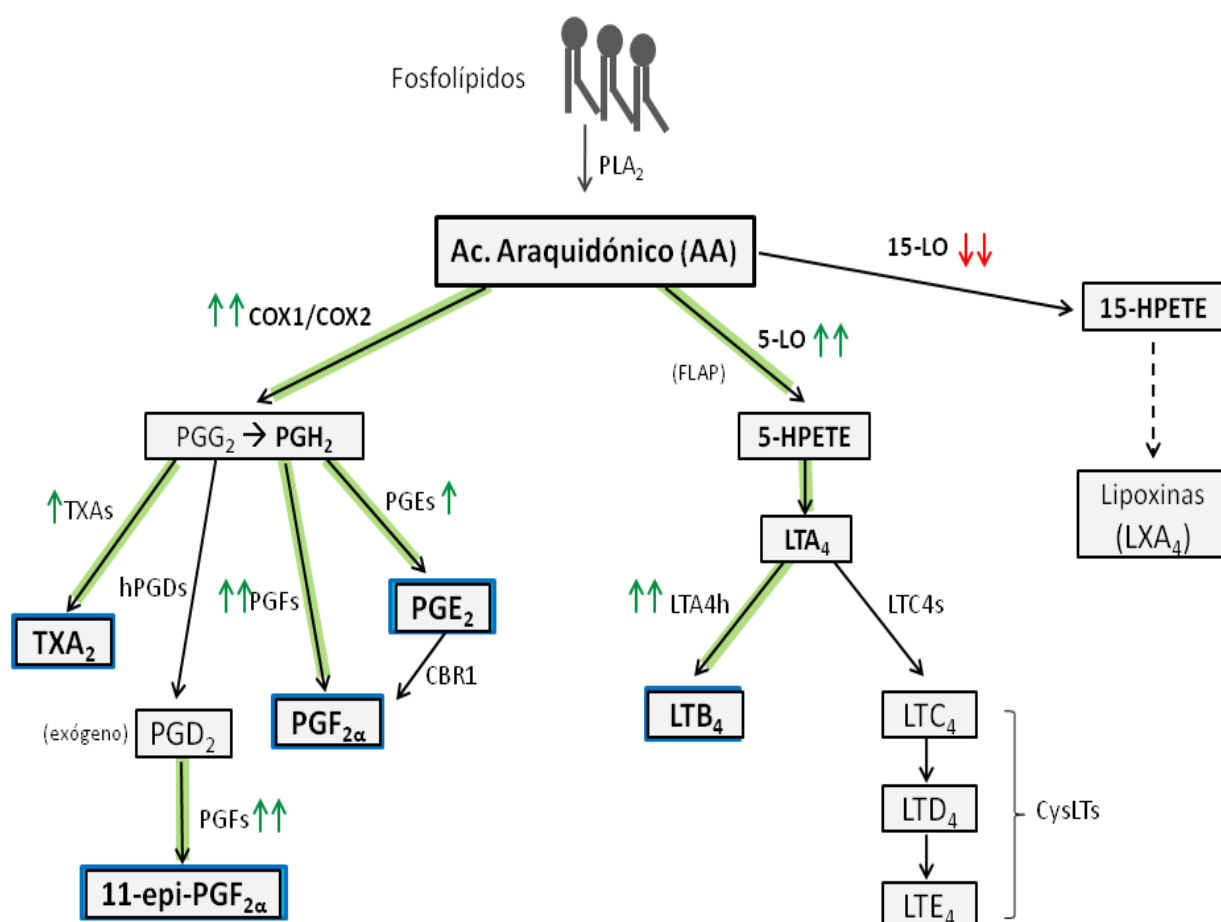 Fosfolípidos
PLA₂
Ac. Araquidónico (AA)
15-LO ↓↓
↑↑ COX1/COX2
5-LO ↑↑
15-HPETE
(FLAP)
PGG₂ → PGH₂
5-HPETE
↑TXAs
PGEs ↑
Lipoxinas
(LXA₄)
LTA₄
hPGDs
↑↑PGFs
PGE₂
↑↑ LTA4h
LTC4s
TXA₂
CBR1
(exógeno) PGD₂
PGF₂α
LTB₄
LTC₄
LTD₄
CysLTs
PGFs ↑↑
11-epi-PGF₂α
LTE₄